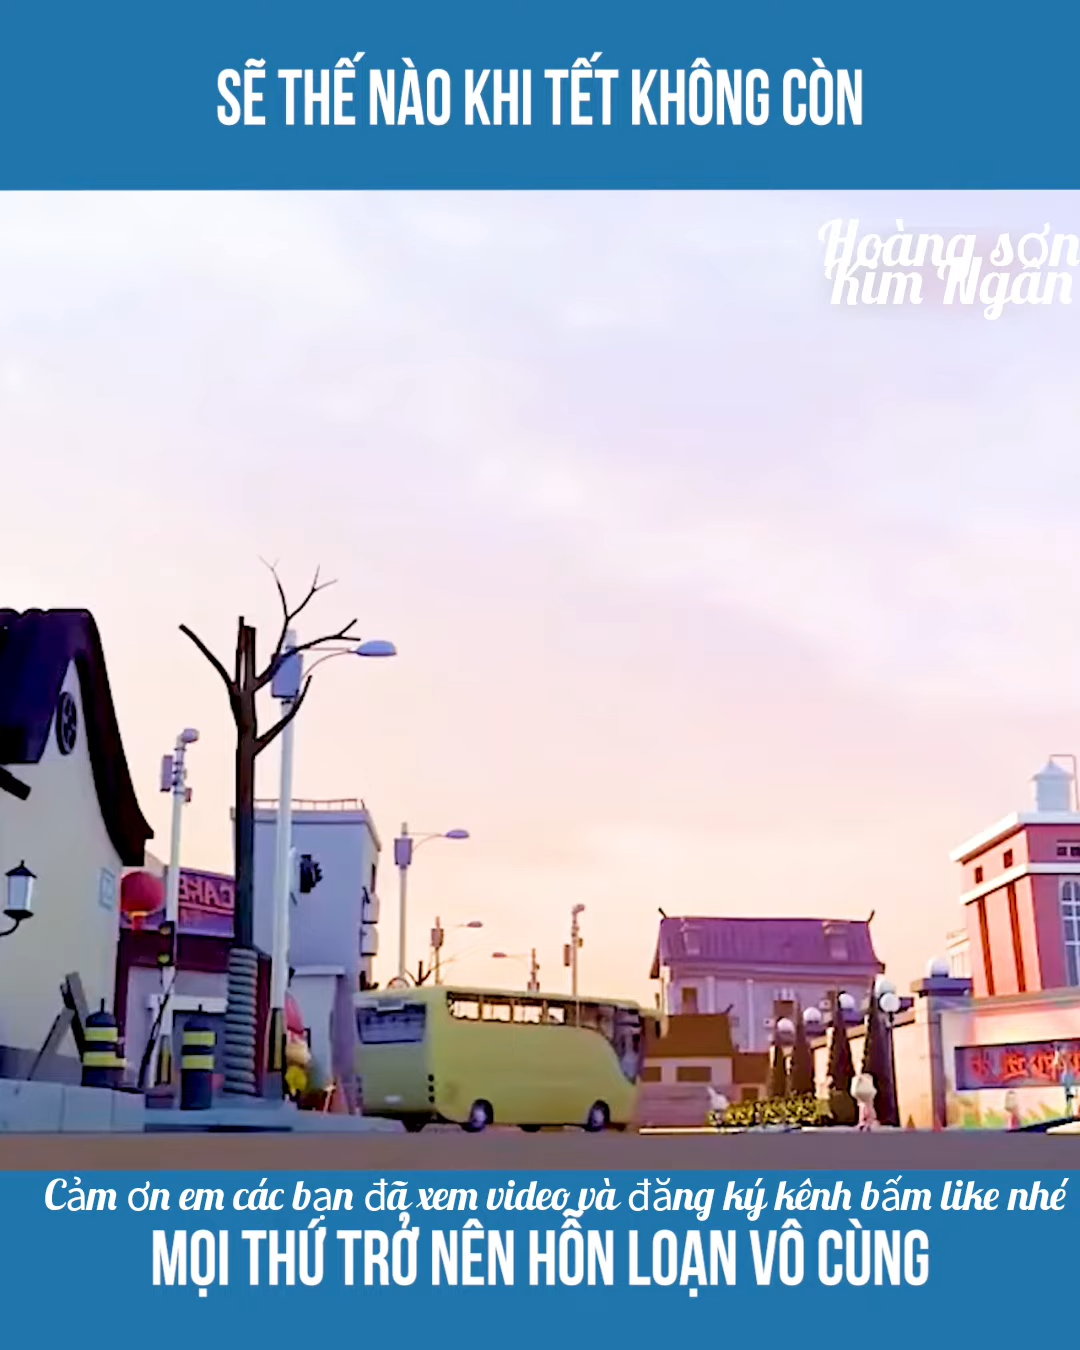 SẼ THẾ NÀO KHI TẾT KHÔNG CÒN
Hoàng sơn
Kim Ngân
CAFE
Cảm ơn em các bạn đã xem video và đăng ký kênh bấm like nhé
MỌI THỨ TRỞ NÊN HỖN LOẠN VÔ CÙNG